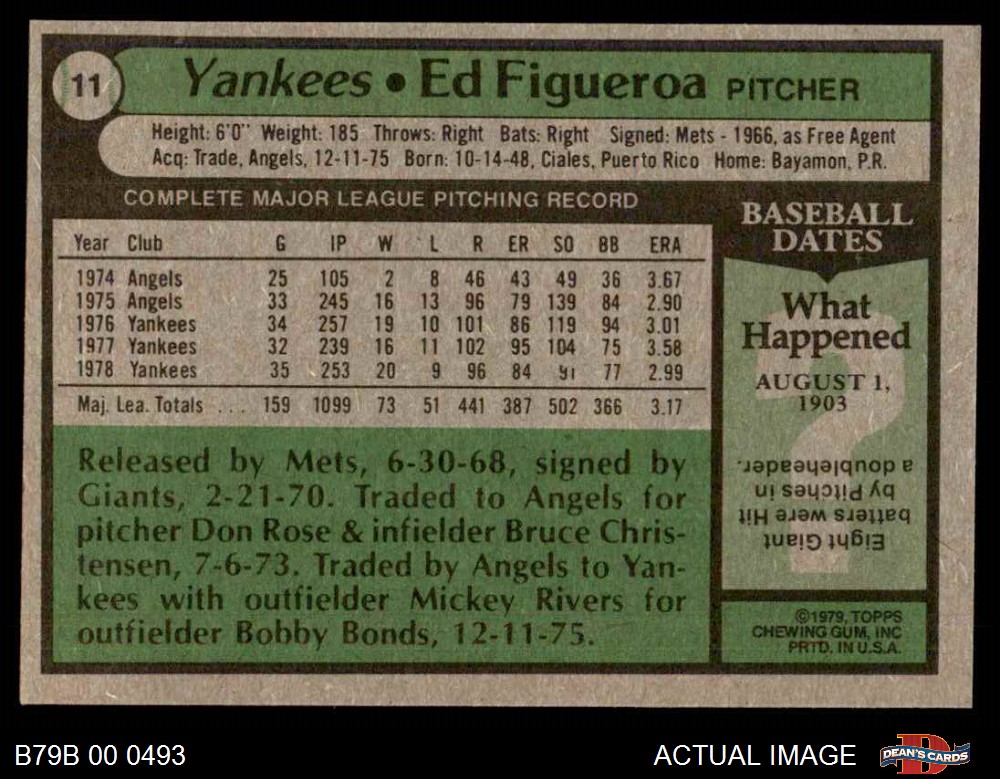 11
Yankees • Ed Figueroa PITCHER
Height: 6'0" Weight: 185 Throws: Right Bats: Right Signed: Mets - 1966, as Free Agent
Acq: Trade, Angels, 12-11-75 Born: 10-14-48, Ciales, Puerto Rico Home: Bayamon, P.R.
COMPLETE MAJOR LEAGUE PITCHING RECORD
Year Club G IP W L R ER SO BB ERA
1974 Angels 25 105 2 8 46 43 49 36 3.67
1975 Angels 33 245 16 13 96 79 139 84 2.90
1976 Yankees 34 257 19 10 101 86 119 94 3.01
1977 Yankees 32 239 16 11 102 95 104 75 3.58
1978 Yankees 35 253 20 9 96 84 91 77 2.99
Maj. Lea. Totals ... 159 1099 73 51 441 387 502 366 3.17
Released by Mets, 6-30-68, signed by
Giants, 2-21-70. Traded to Angels for
pitcher Don Rose & infielder Bruce Chris-
tensen, 7-6-73. Traded by Angels to Yan-
kees with outfielder Mickey Rivers for
outfielder Bobby Bonds, 12-11-75.
BASEBALL
DATES
What
Happened
AUGUST 1,
1903
?
Eight Giant
batters were Hit
by Pitches in
a doubleheader.
©1979, TOPPS
CHEWING GUM, INC
PRTD. IN U.S.A.
B79B 00 0493
ACTUAL IMAGE
D
DEAN'S CARDS